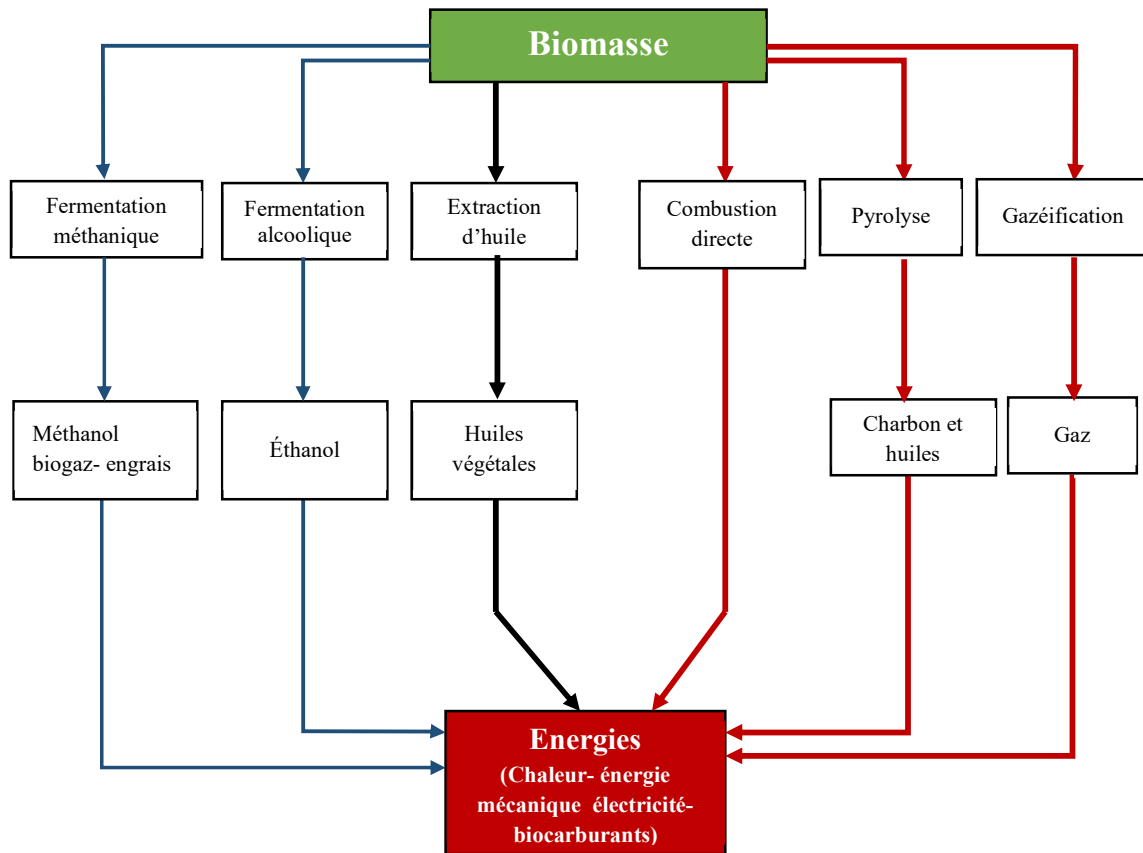 Biomasse
Fermentation
méthanique
Fermentation
alcoolique
Extraction
d’huile
Combustion
directe
Pyrolyse
Gazéification
Méthanol
biogaz- engrais
Éthanol
Huiles
végétales
Charbon et
huiles
Gaz
Energies
(Chaleur- énergie
mécanique électricité-
biocarburants)